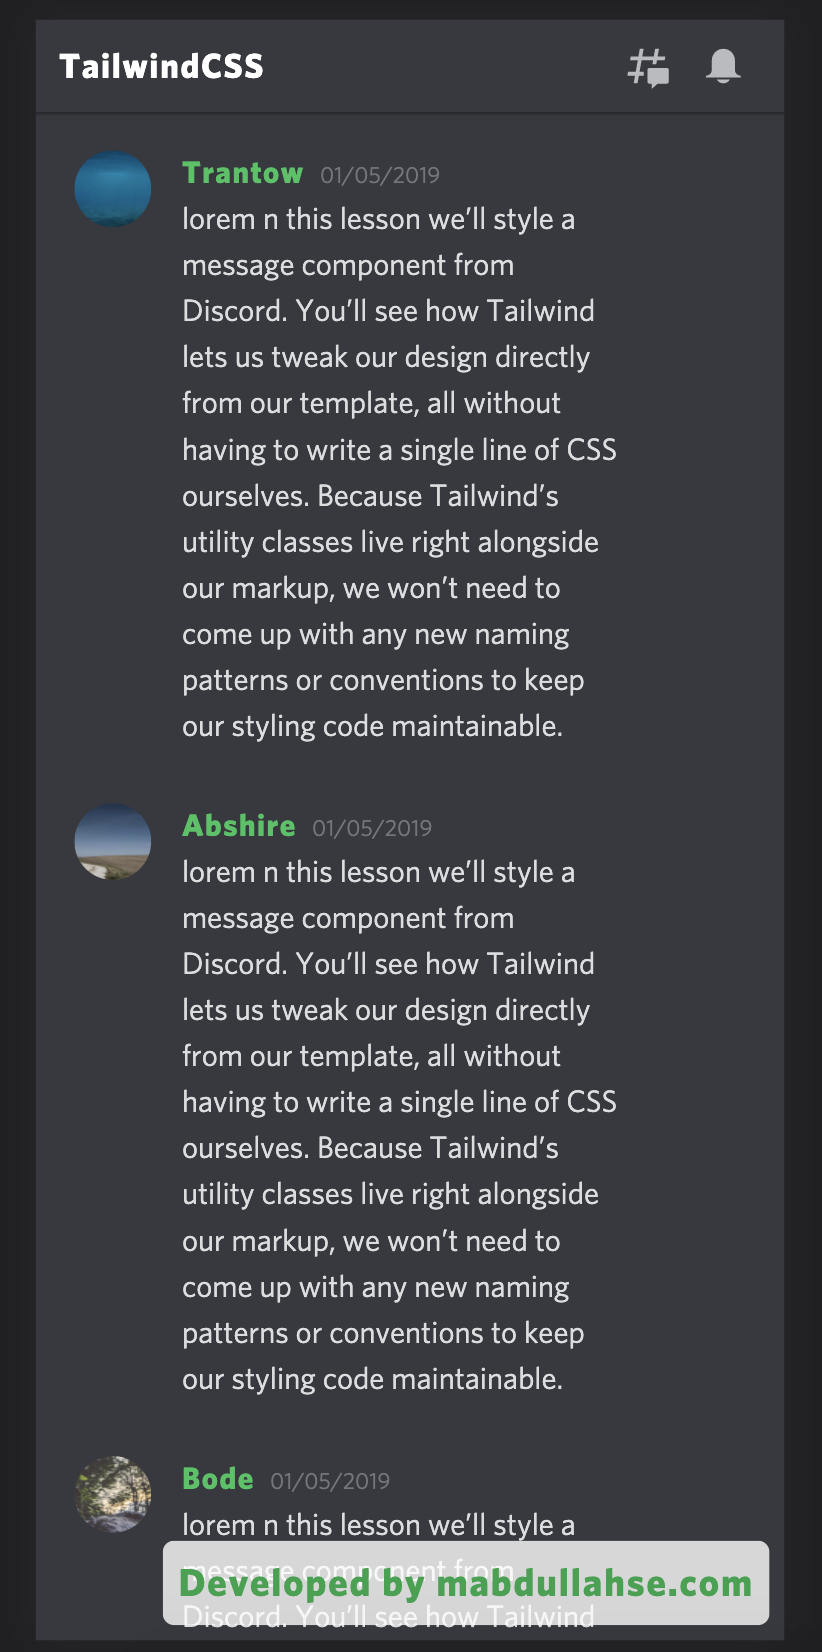 TailwindCSS
Trantow 01/05/2019
lorem n this lesson we’ll style a
message component from
Discord. You’ll see how Tailwind
lets us tweak our design directly
from our template, all without
having to write a single line of CSS
ourselves. Because Tailwind’s
utility classes live right alongside
our markup, we won’t need to
come up with any new naming
patterns or conventions to keep
our styling code maintainable.
Abshire 01/05/2019
lorem n this lesson we’ll style a
message component from
Discord. You’ll see how Tailwind
lets us tweak our design directly
from our template, all without
having to write a single line of CSS
ourselves. Because Tailwind’s
utility classes live right alongside
our markup, we won’t need to
come up with any new naming
patterns or conventions to keep
our styling code maintainable.
Bode 01/05/2019
lorem n this lesson we’ll style a
message component from
Developed by mabdullahse.com
Discord. You’ll see how Tailwind